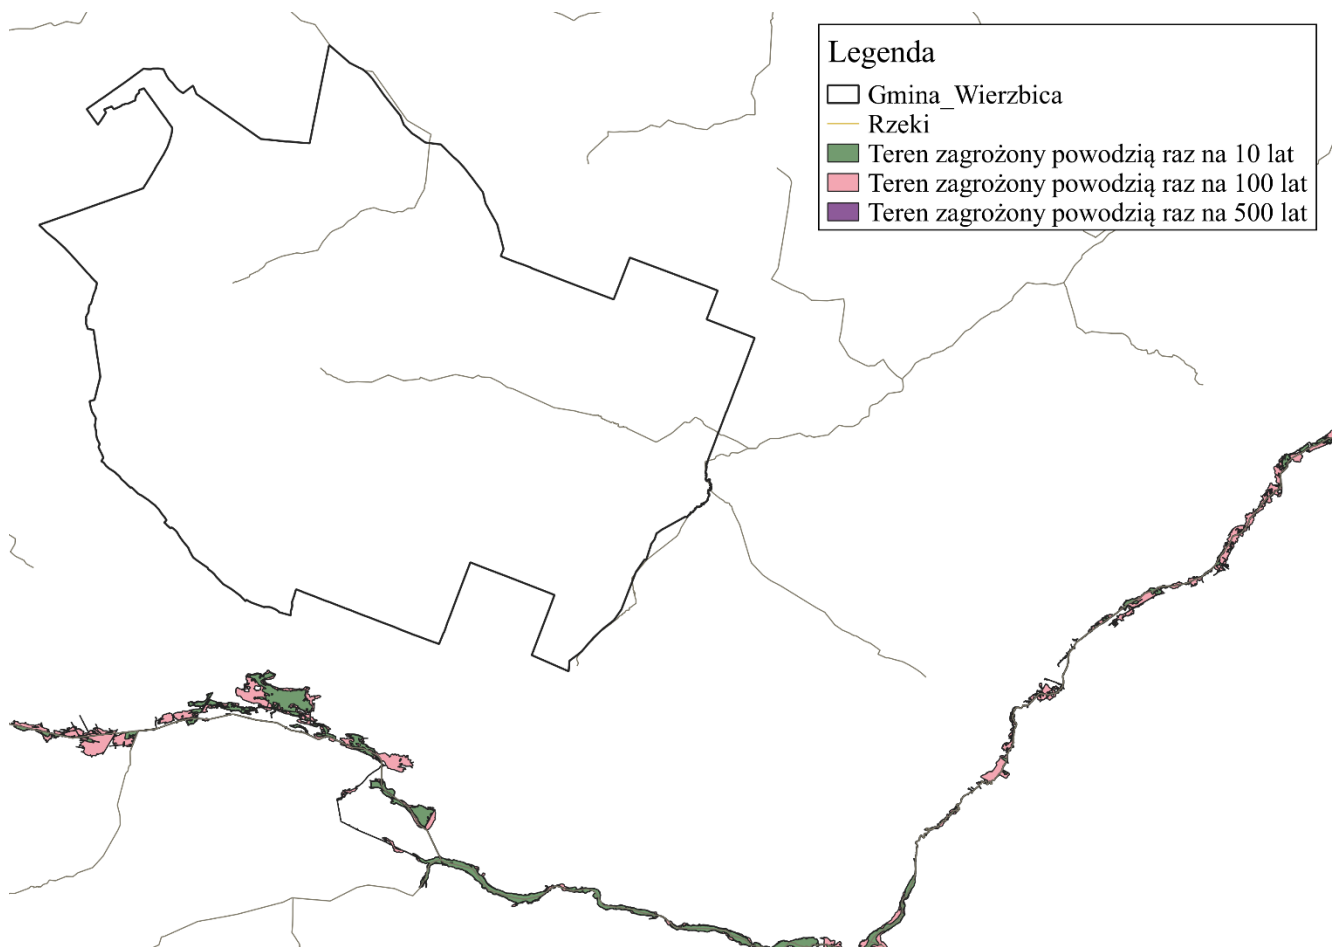 Legenda
Gmina_Wierzbica
Rzeki
Teren zagrożony powodzią raz na 10 lat
Teren zagrożony powodzią raz na 100 lat
Teren zagrożony powodzią raz na 500 lat